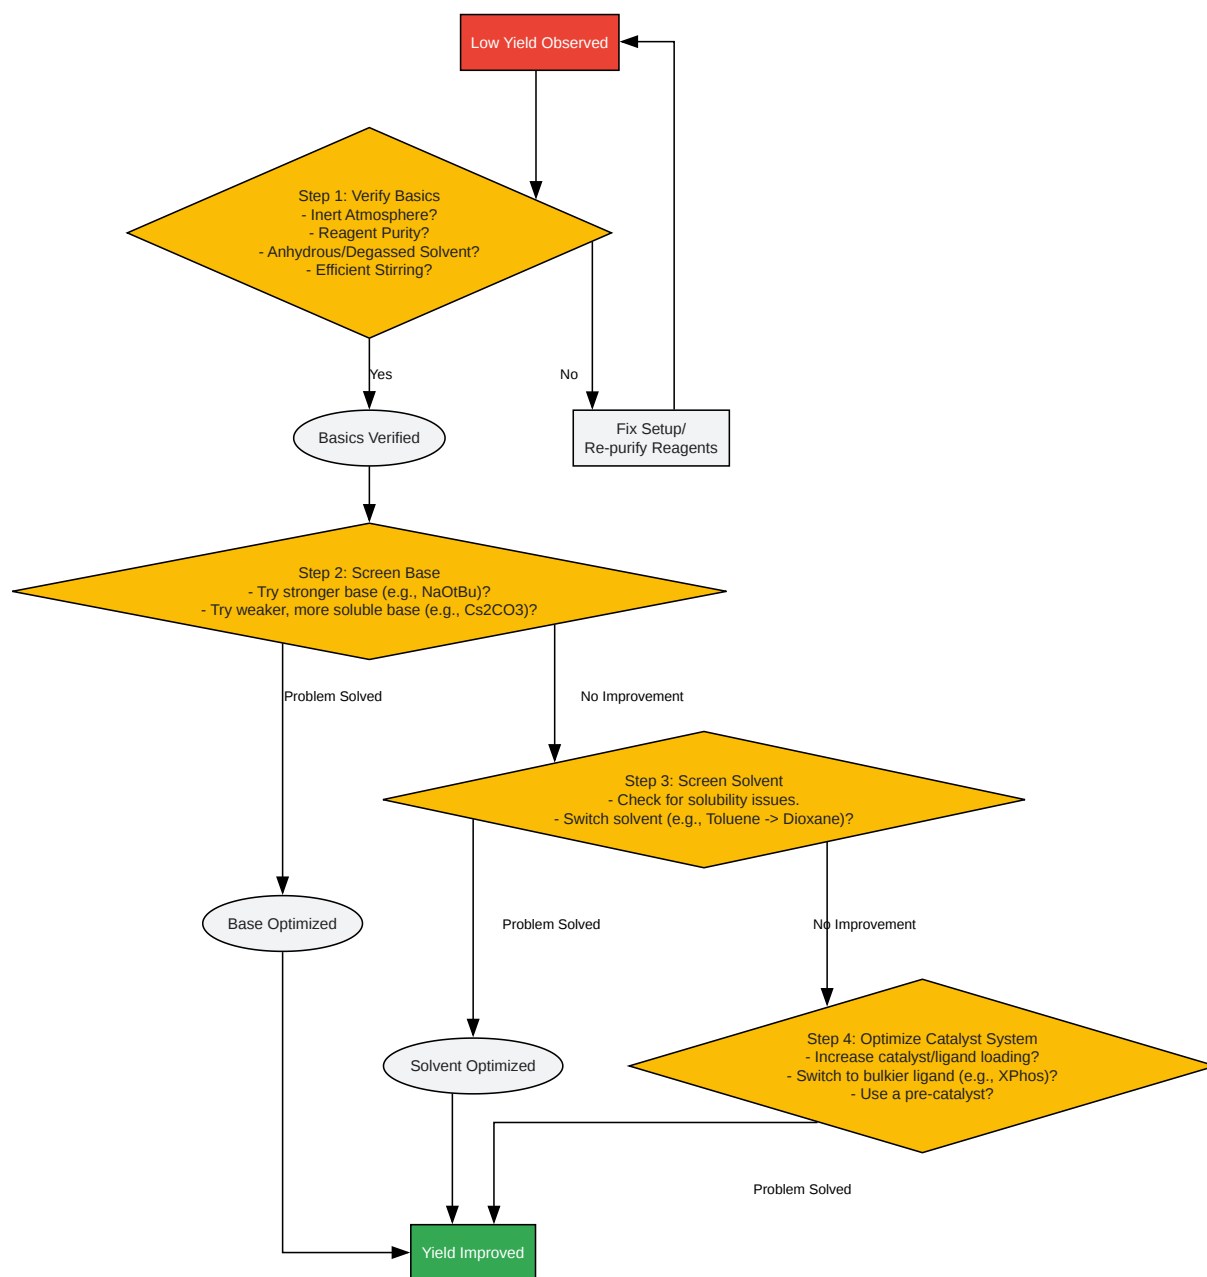 Low Yield Observed
Step 1: Verify Basics
- Inert Atmosphere?
- Reagent Purity?
- Anhydrous/Degassed Solvent?
- Efficient Stirring?
Yes
No
Basics Verified
Fix Setup/
Re-purify Reagents
Step 2: Screen Base
- Try stronger base (e.g., NaOtBu)?
- Try weaker, more soluble base (e.g., Cs2CO3)?
Problem Solved
No Improvement
Step 3: Screen Solvent
- Check for solubility issues.
- Switch solvent (e.g., Toluene -> Dioxane)?
Base Optimized
Problem Solved
No Improvement
Step 4: Optimize Catalyst System
- Increase catalyst/ligand loading?
- Switch to bulkier ligand (e.g., XPhos)?
- Use a pre-catalyst?
Solvent Optimized
Problem Solved
Yield Improved